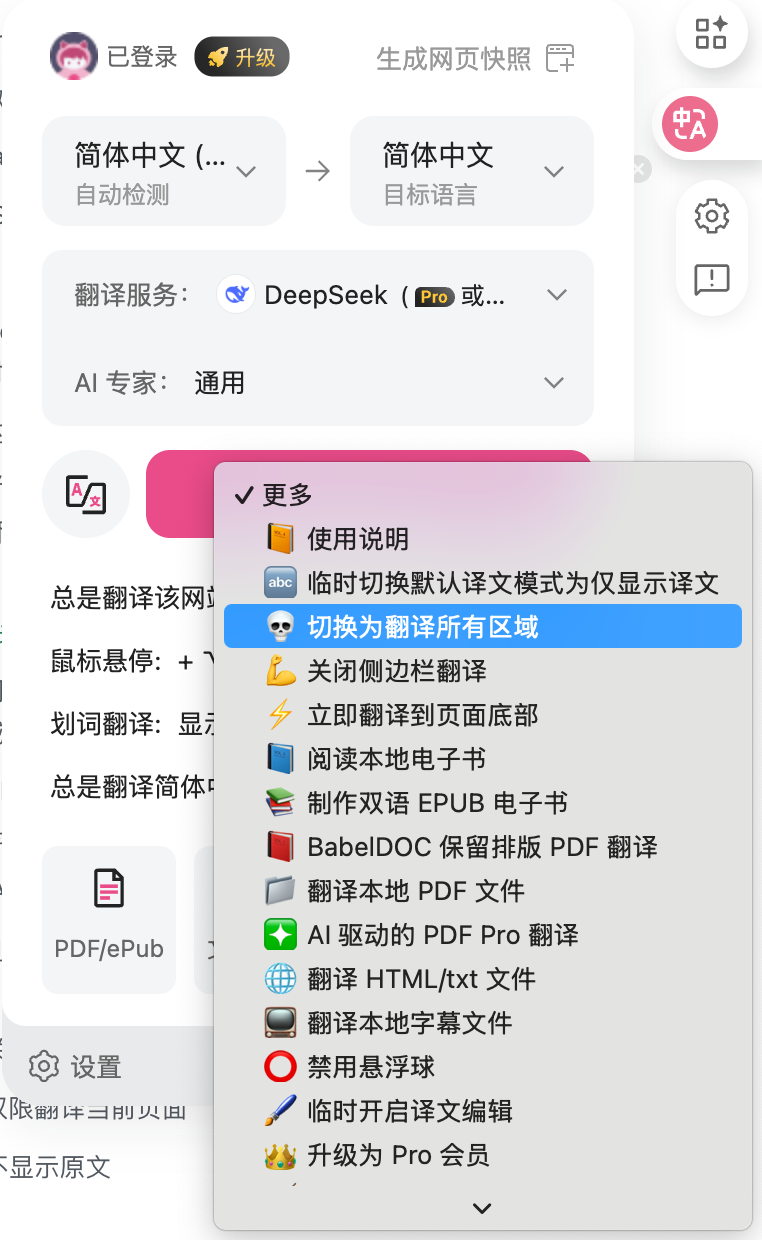 已登录
升级
生成网页快照
简体中文 (...
自动检测
简体中文
目标语言
翻译服务：
DeepSeek（Pro 或...
AI 专家：
通用
总是翻译该网
鼠标悬停：+
划词翻译：显
总是翻译简体
PDF/ePub
设置
限翻译当前页面
不显示原文
更多
使用说明
abc
临时切换默认译文模式为仅显示译文
切换为翻译所有区域
关闭侧边栏翻译
立即翻译到页面底部
阅读本地电子书
制作双语 EPUB 电子书
BabelDOC 保留排版 PDF 翻译
翻译本地 PDF 文件
AI 驱动的 PDF Pro 翻译
翻译 HTML/txt 文件
翻译本地字幕文件
禁用悬浮球
临时开启译文编辑
升级为 Pro 会员